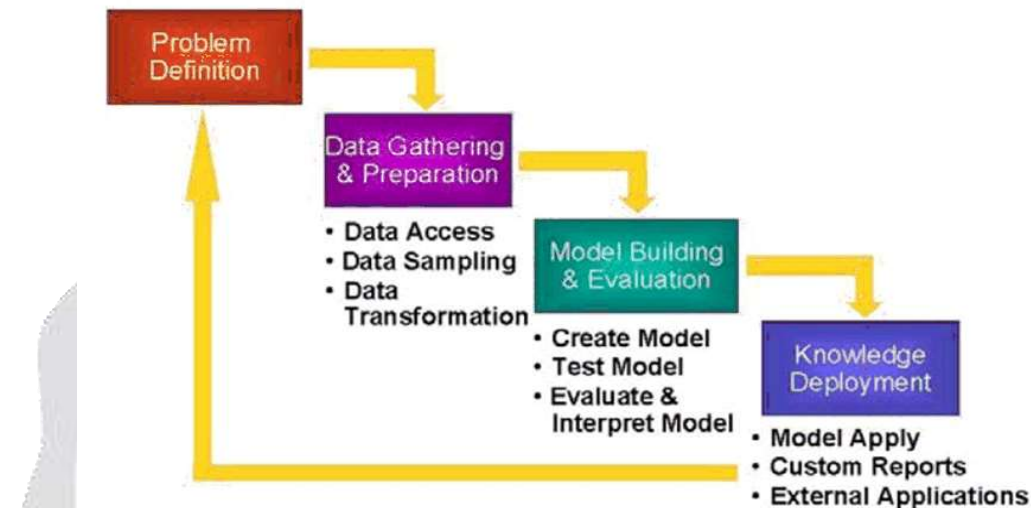 Problem
Definition
Data Gathering
& Preparation
• Data Access
• Data Sampling
• Data
Transformation
Model Building
& Evaluation
• Create Model
• Test Model
• Evaluate &
Interpret Model
Knowledge
Deployment
• Model Apply
• Custom Reports
• External Applications